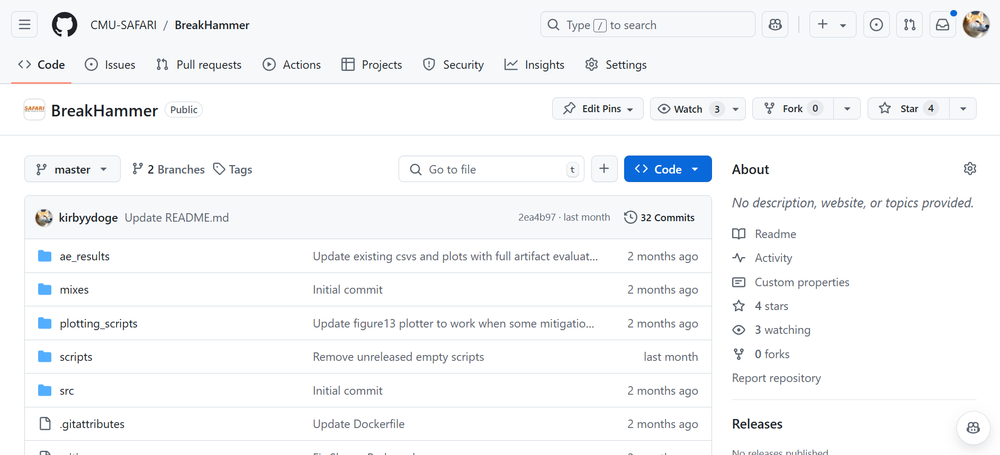 CMU-SAFARI / BreakHammer
Type / to search
Code Issues Pull requests Actions Projects Security Insights Settings
SAFARI BreakHammer Public
Edit Pins Watch 3 Fork 0 Star 4
master 2 Branches Tags
Go to file t
Code
kirbyydoge Update README.md 2ea4b97 · last month 32 Commits
ae_results Update existing csvs and plots with full artifact evaluat... 2 months ago
mixes Initial commit 2 months ago
plotting_scripts Update figure13 plotter to work when some mitigatio... 2 months ago
scripts Remove unreleased empty scripts last month
src Initial commit 2 months ago
.gitattributes Update Dockerfile 2 months ago
About
No description, website, or topics provided.
Readme
Activity
Custom properties
4 stars
3 watching
0 forks
Report repository
Releases
No releases published